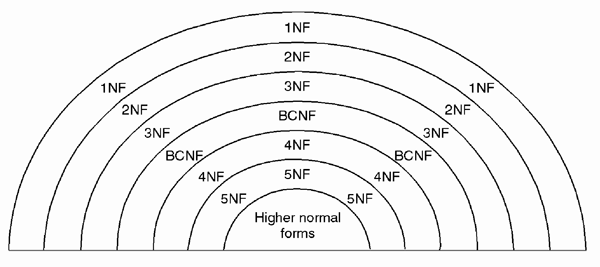 1NF
2NF
3NF
BCNF
4NF
5NF
Higher normal
forms
1NF
2NF
3NF
BCNF
4NF
5NF
1NF
2NF
3NF
BCNF
4NF
5NF